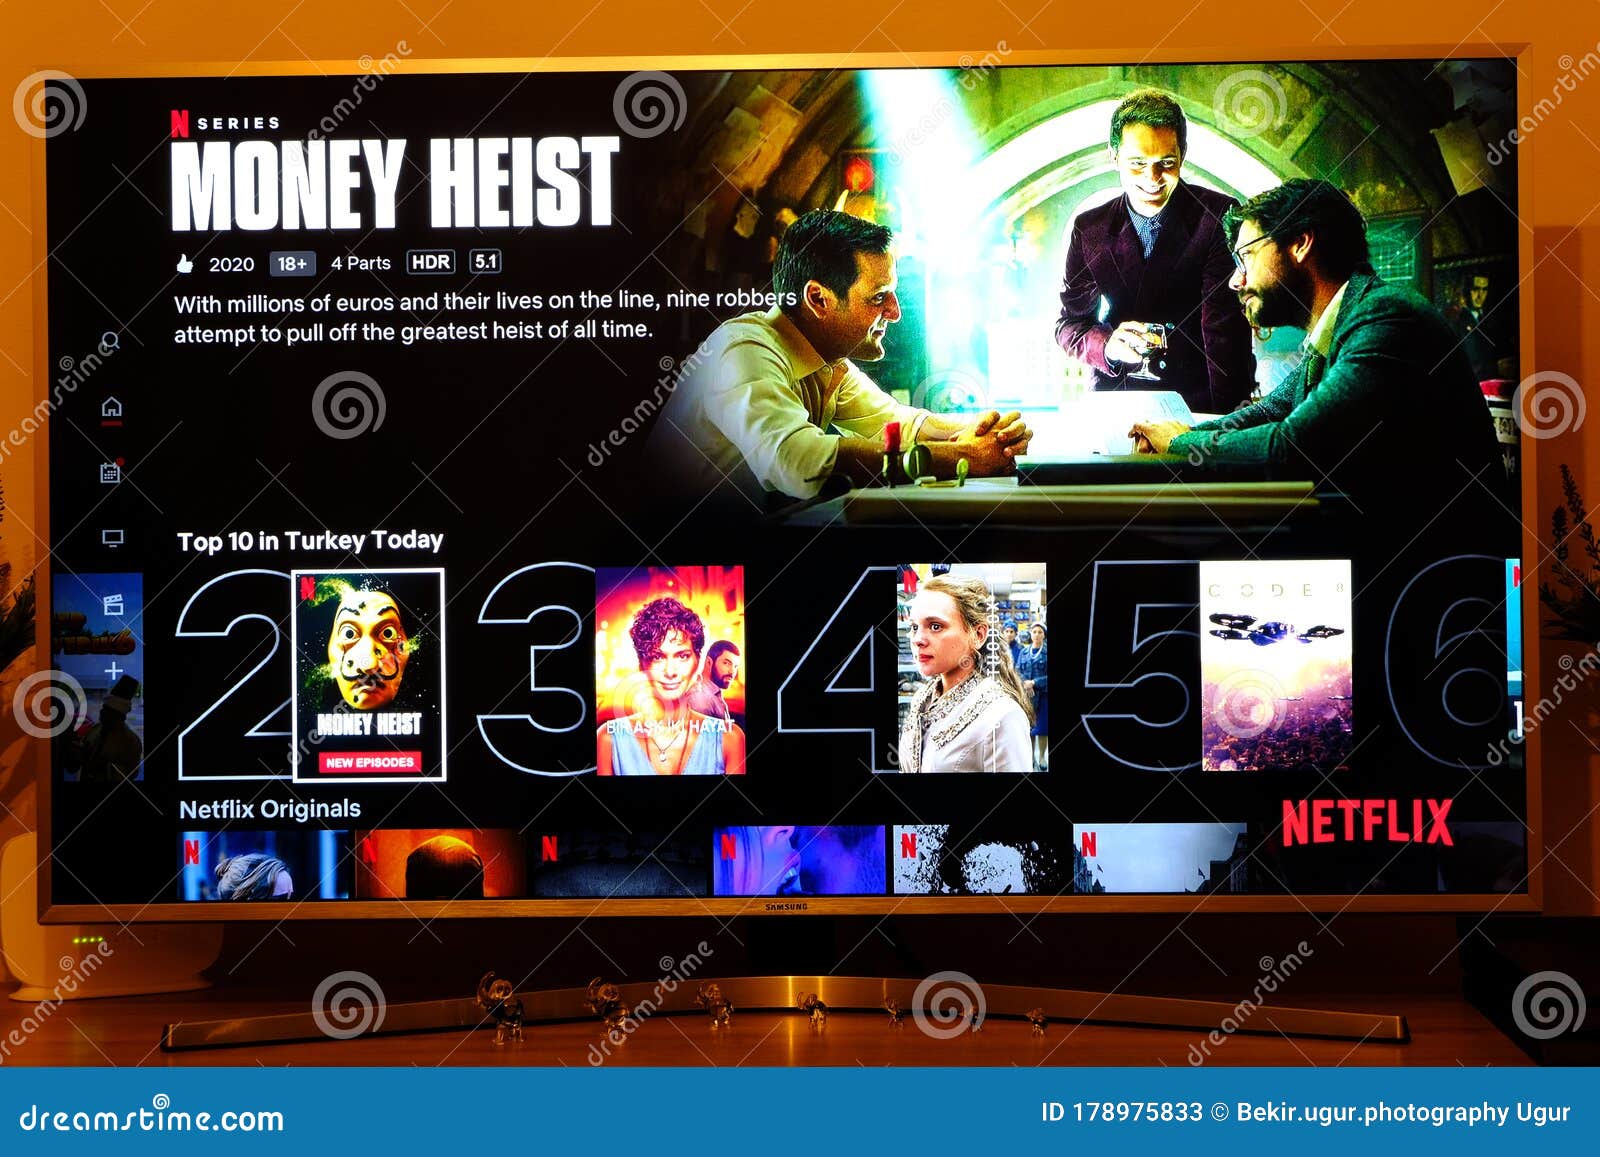 N SERIES
MONEY HEIST
2020 18+ 4 Parts HDR 5.1
With millions of euros and their lives on the line, nine robbers
attempt to pull off the greatest heist of all time.
Top 10 in Turkey Today
2 3 4 5 6
MONEY HEIST
NEW EPISODES
BİR AŞK İKİ HAYAT
CODE 8
Netflix Originals
NETFLIX
SAMSUNG
dreamstime.com
ID 178975833 © Bekir.ugur.photography Ugur